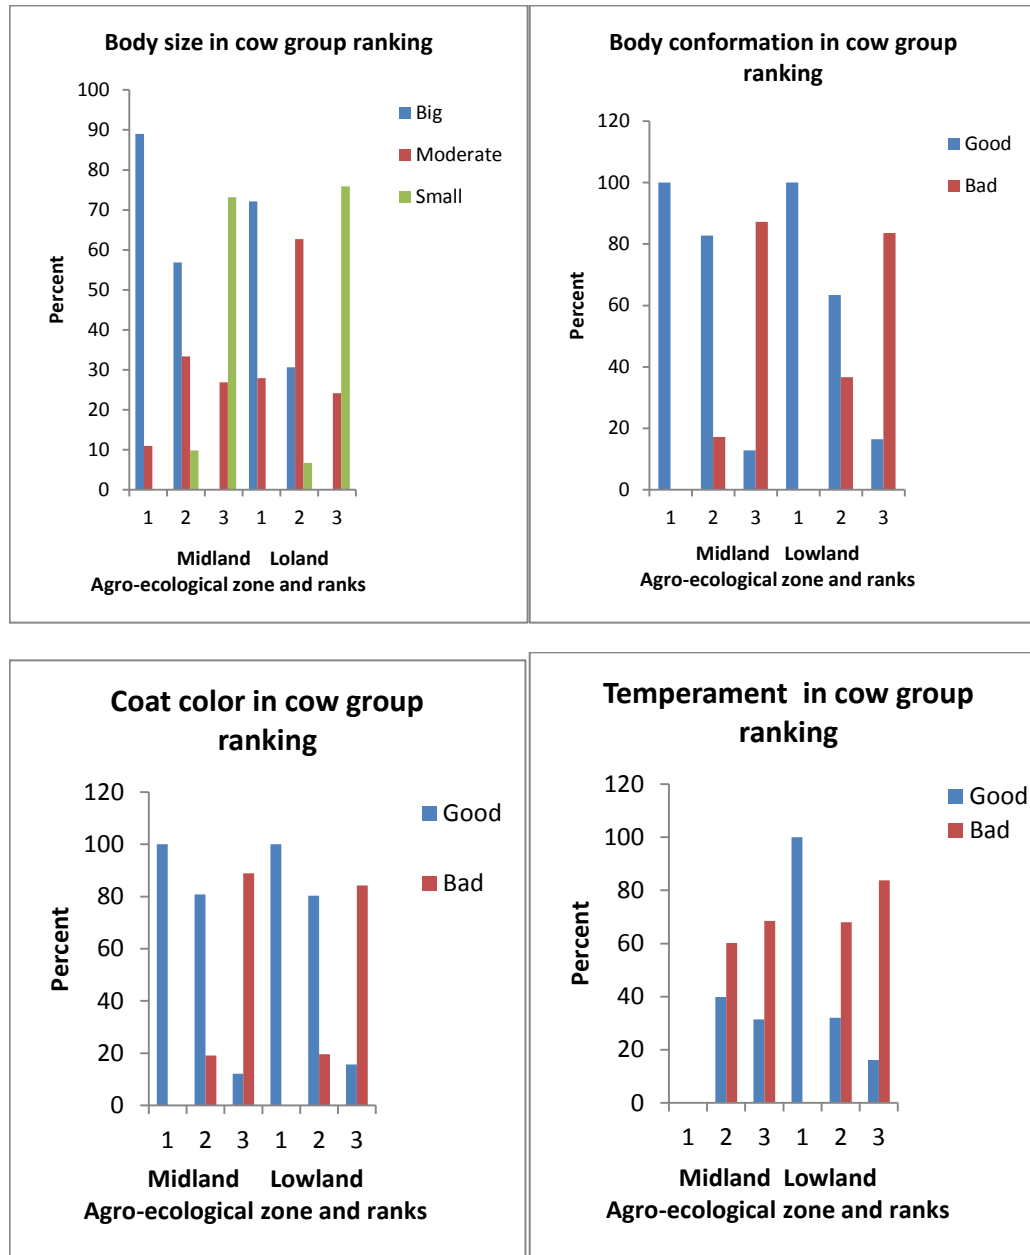 Body size in cow group ranking
100
90
80
70
60
50
40
30
20
10
0
Percent
Big
Moderate
Small
1 2 3 1 2 3
Midland Loland
Agro-ecological zone and ranks
Body conformation in cow group
ranking
120
100
80
60
40
20
0
Percent
Good
Bad
1 2 3 1 2 3
Midland Lowland
Agro-ecological zone and ranks
Coat color in cow group
ranking
120
100
80
60
40
20
0
Percent
Good
Bad
1 2 3 1 2 3
Midland Lowland
Agro-ecological zone and ranks
Temperament in cow group
ranking
120
100
80
60
40
20
0
Percent
Good
Bad
1 2 3 1 2 3
Midland Lowland
Agro-ecological zone and ranks